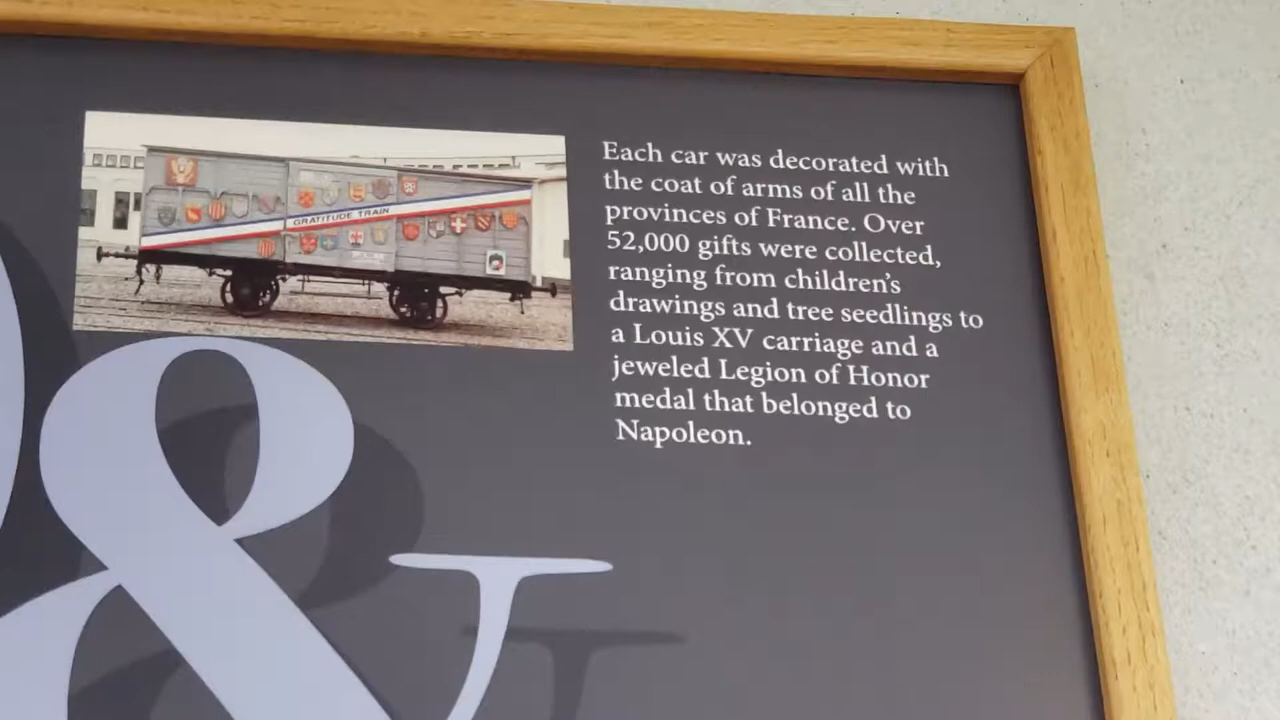 GRATITUDE TRAIN
Each car was decorated with
the coat of arms of all the
provinces of France. Over
52,000 gifts were collected,
ranging from children's
drawings and tree seedlings to
a Louis XV carriage and a
jeweled Legion of Honor
medal that belonged to
Napoleon.
&